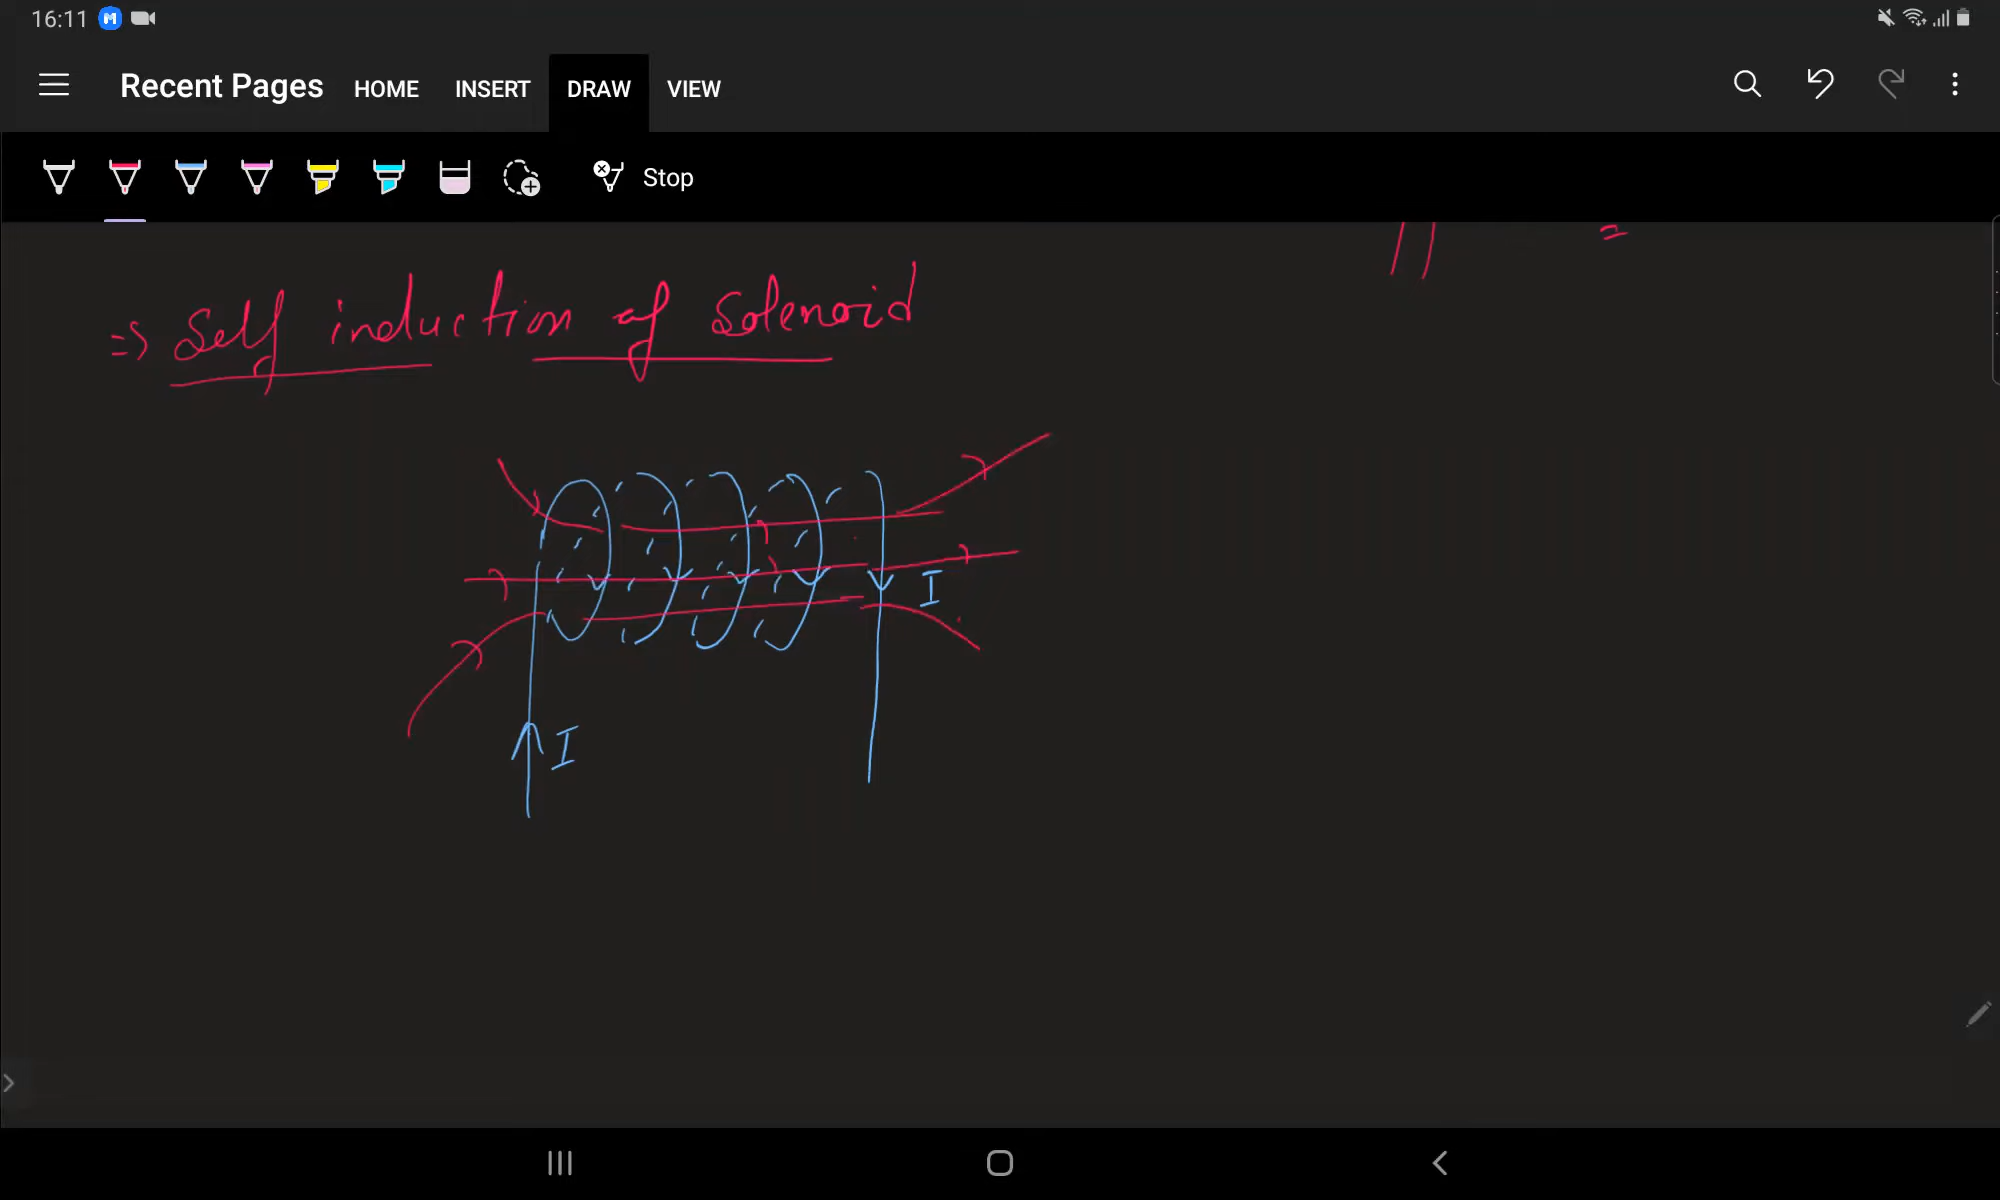 16:11
Recent Pages HOME INSERT DRAW VIEW
Stop
=
=> Self induction of Solenoid
I
I